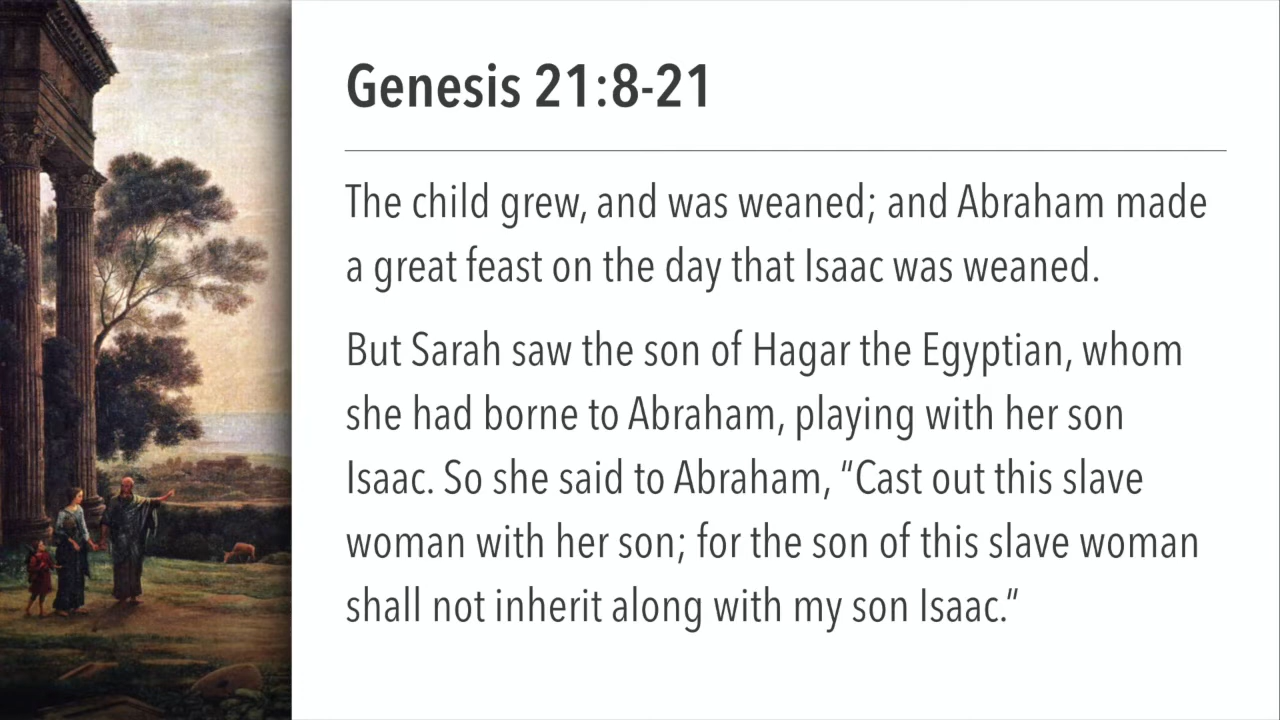 Genesis 21:8-21
The child grew, and was weaned; and Abraham made
a great feast on the day that Isaac was weaned.
But Sarah saw the son of Hagar the Egyptian, whom
she had borne to Abraham, playing with her son
Isaac. So she said to Abraham, "Cast out this slave
woman with her son; for the son of this slave woman
shall not inherit along with my son Isaac."